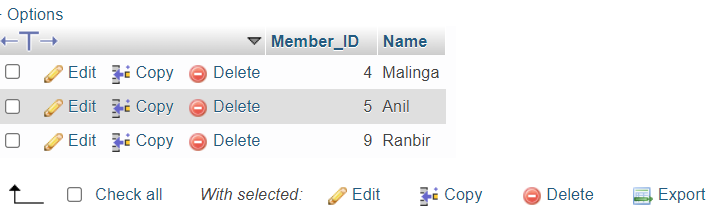 - Options
←T→ Member_ID Name
Edit Copy Delete 4 Malinga
Edit Copy Delete 5 Anil
Edit Copy Delete 9 Ranbir
Check all With selected: Edit Copy Delete Export